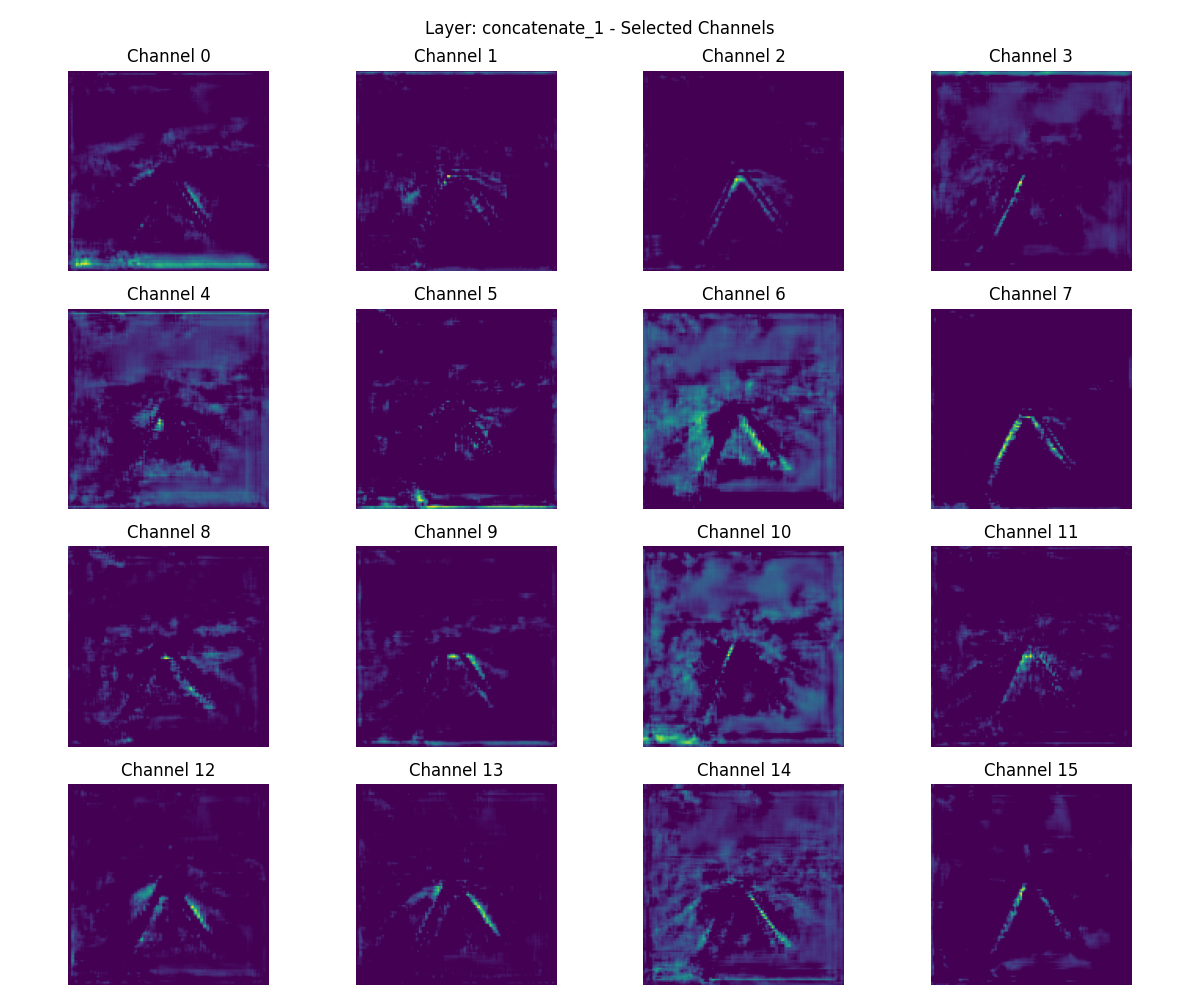 Layer: concatenate_1 - Selected Channels
Channel 0
Channel 1
Channel 2
Channel 3
Channel 4
Channel 5
Channel 6
Channel 7
Channel 8
Channel 9
Channel 10
Channel 11
Channel 12
Channel 13
Channel 14
Channel 15